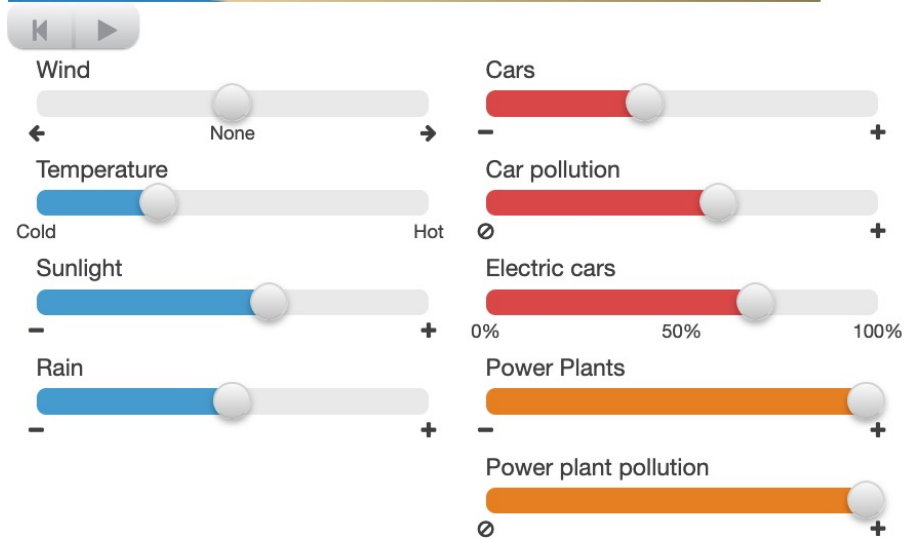 Wind
None
Temperature
Cold Hot
Sunlight
- +
Rain
- +
Cars
- +
Car pollution
+
Electric cars
0% 50% 100%
Power Plants
- +
Power plant pollution
+